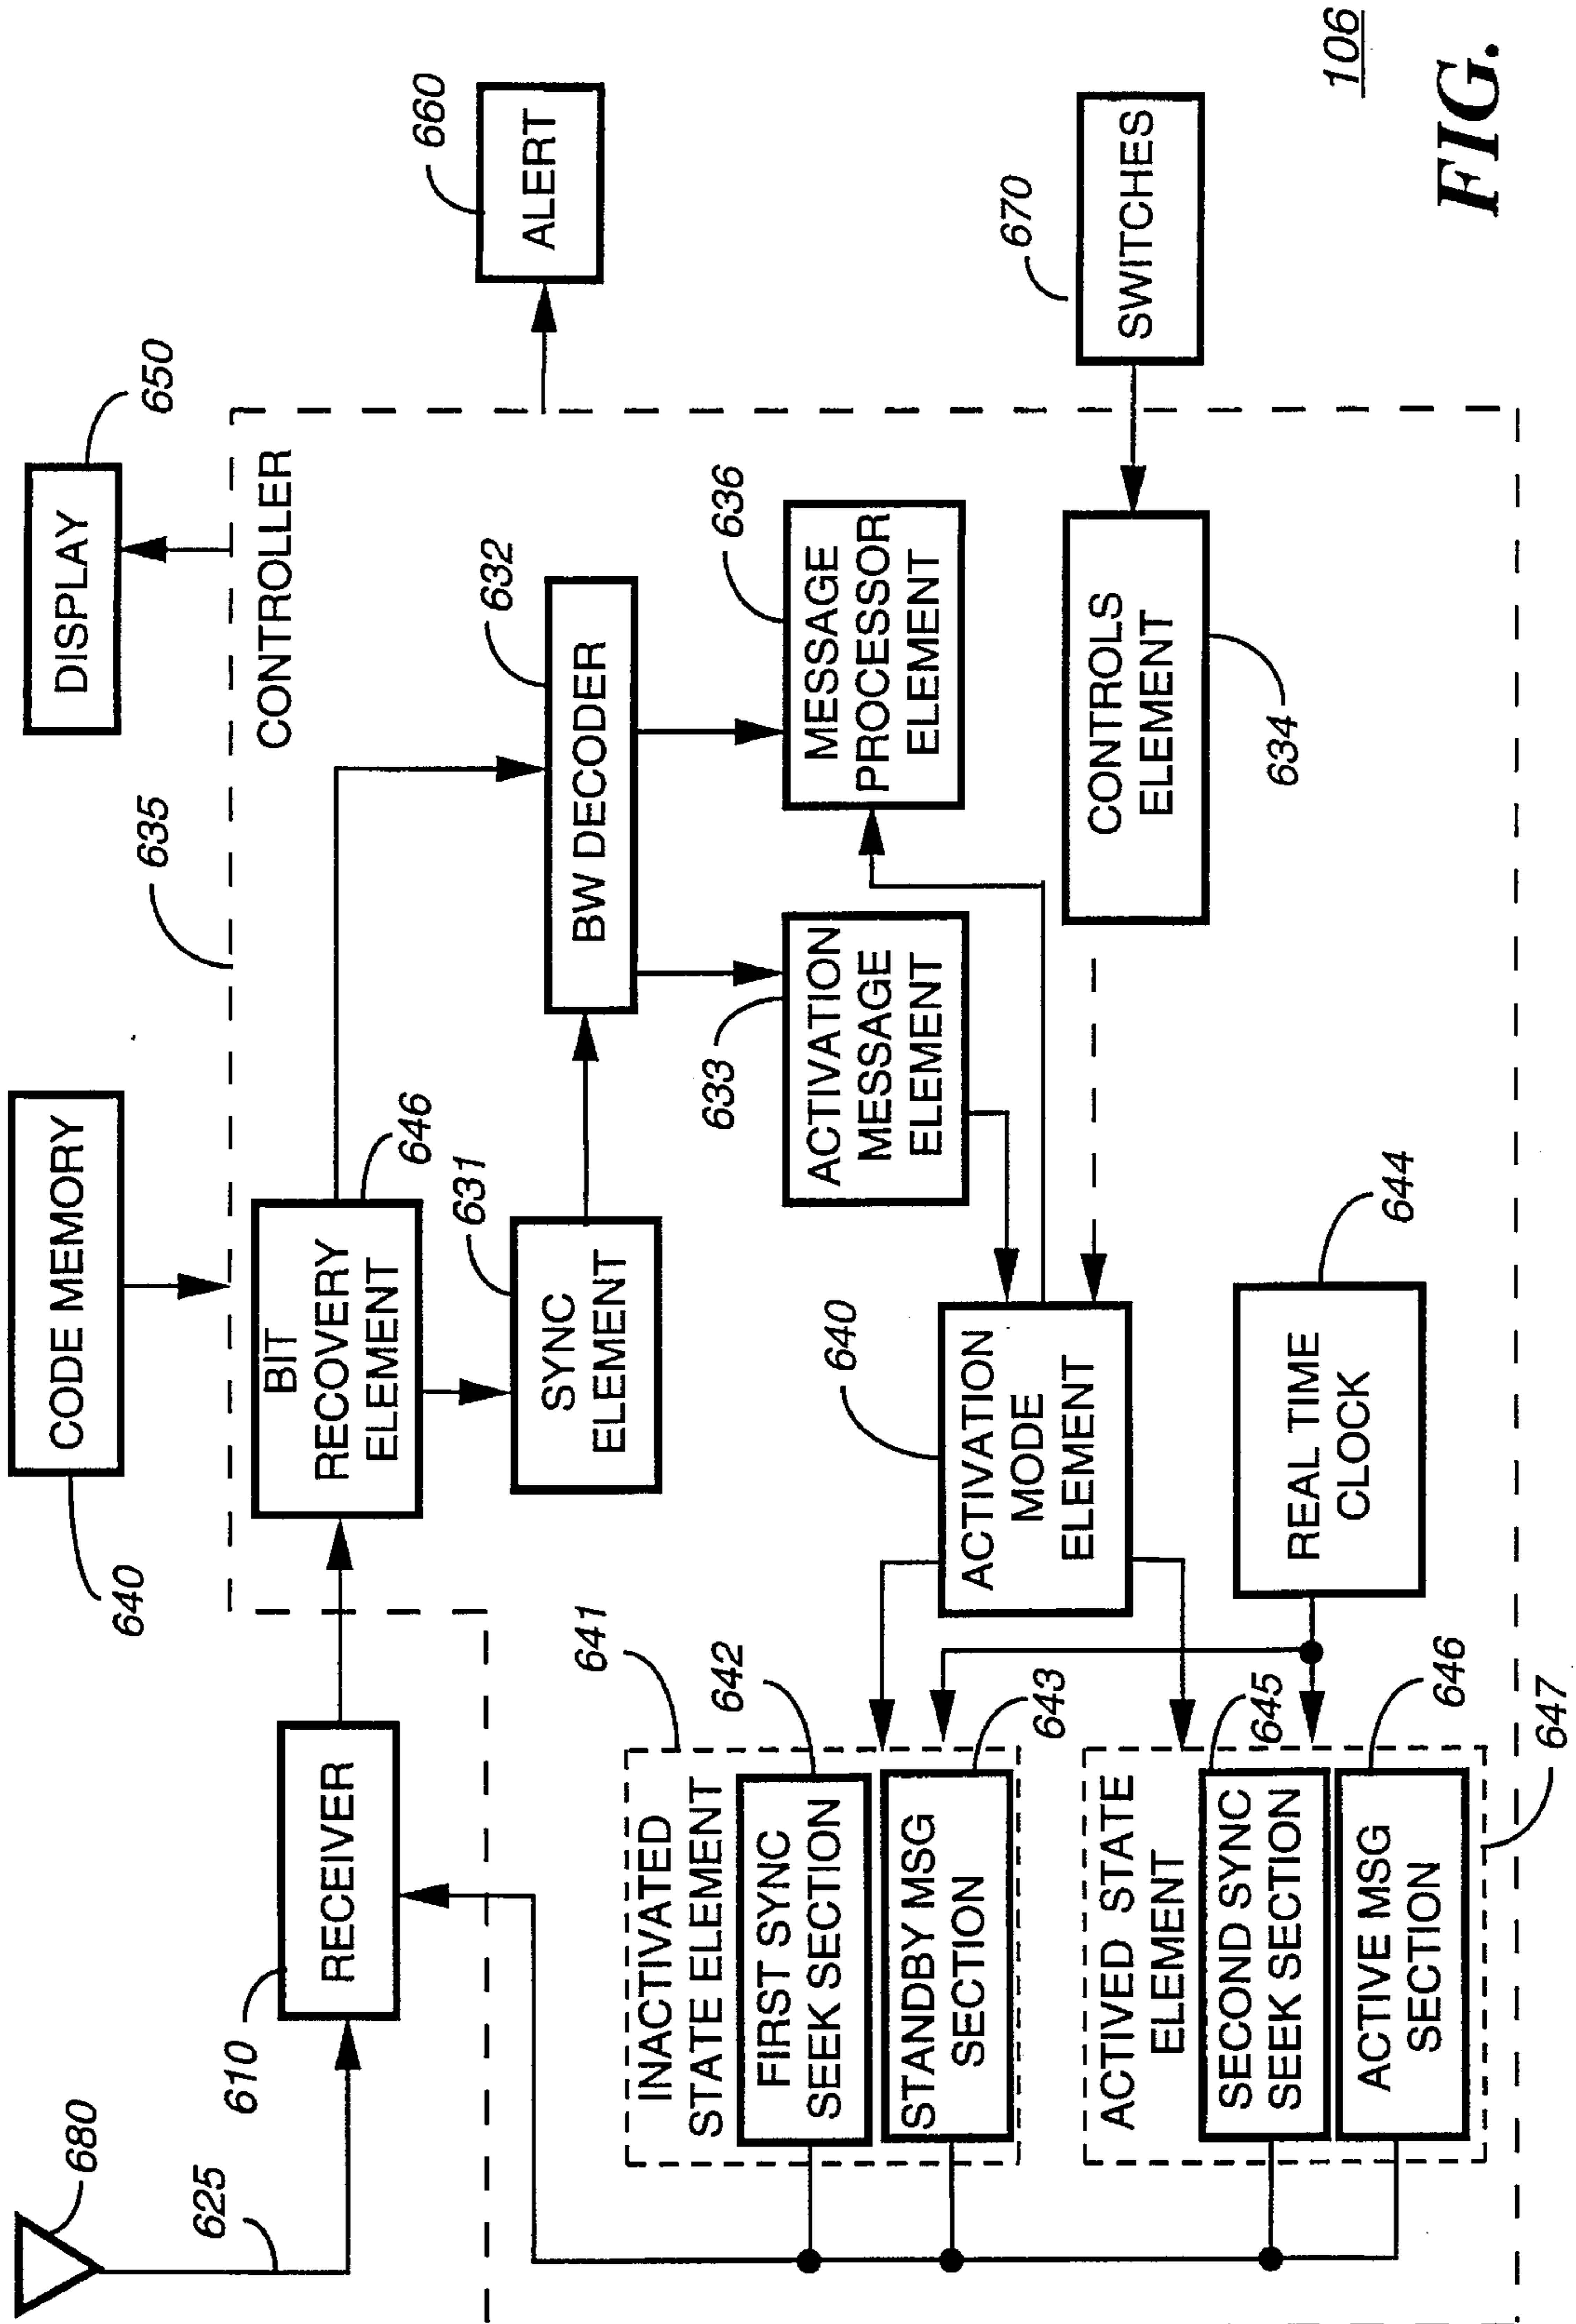 680
625
610
RECEIVER
640
CODE MEMORY
635
DISPLAY
650
CONTROLLER
660
ALERT
BIT
RECOVERY
ELEMENT
646
631
SYNC
ELEMENT
632
BW DECODER
633
ACTIVATION
MESSAGE
ELEMENT
636
MESSAGE
PROCESSOR
ELEMENT
670
SWITCHES
CONTROLS
ELEMENT
634
641
INACTIVATED
STATE ELEMENT
642
FIRST SYNC
SEEK SECTION
STANDBY MSG
SECTION
643
640
ACTIVATION
MODE
ELEMENT
644
REAL TIME
CLOCK
ACTIVED STATE
ELEMENT
645
SECOND SYNC
SEEK SECTION
646
ACTIVE MSG
SECTION
647
106
FIG.